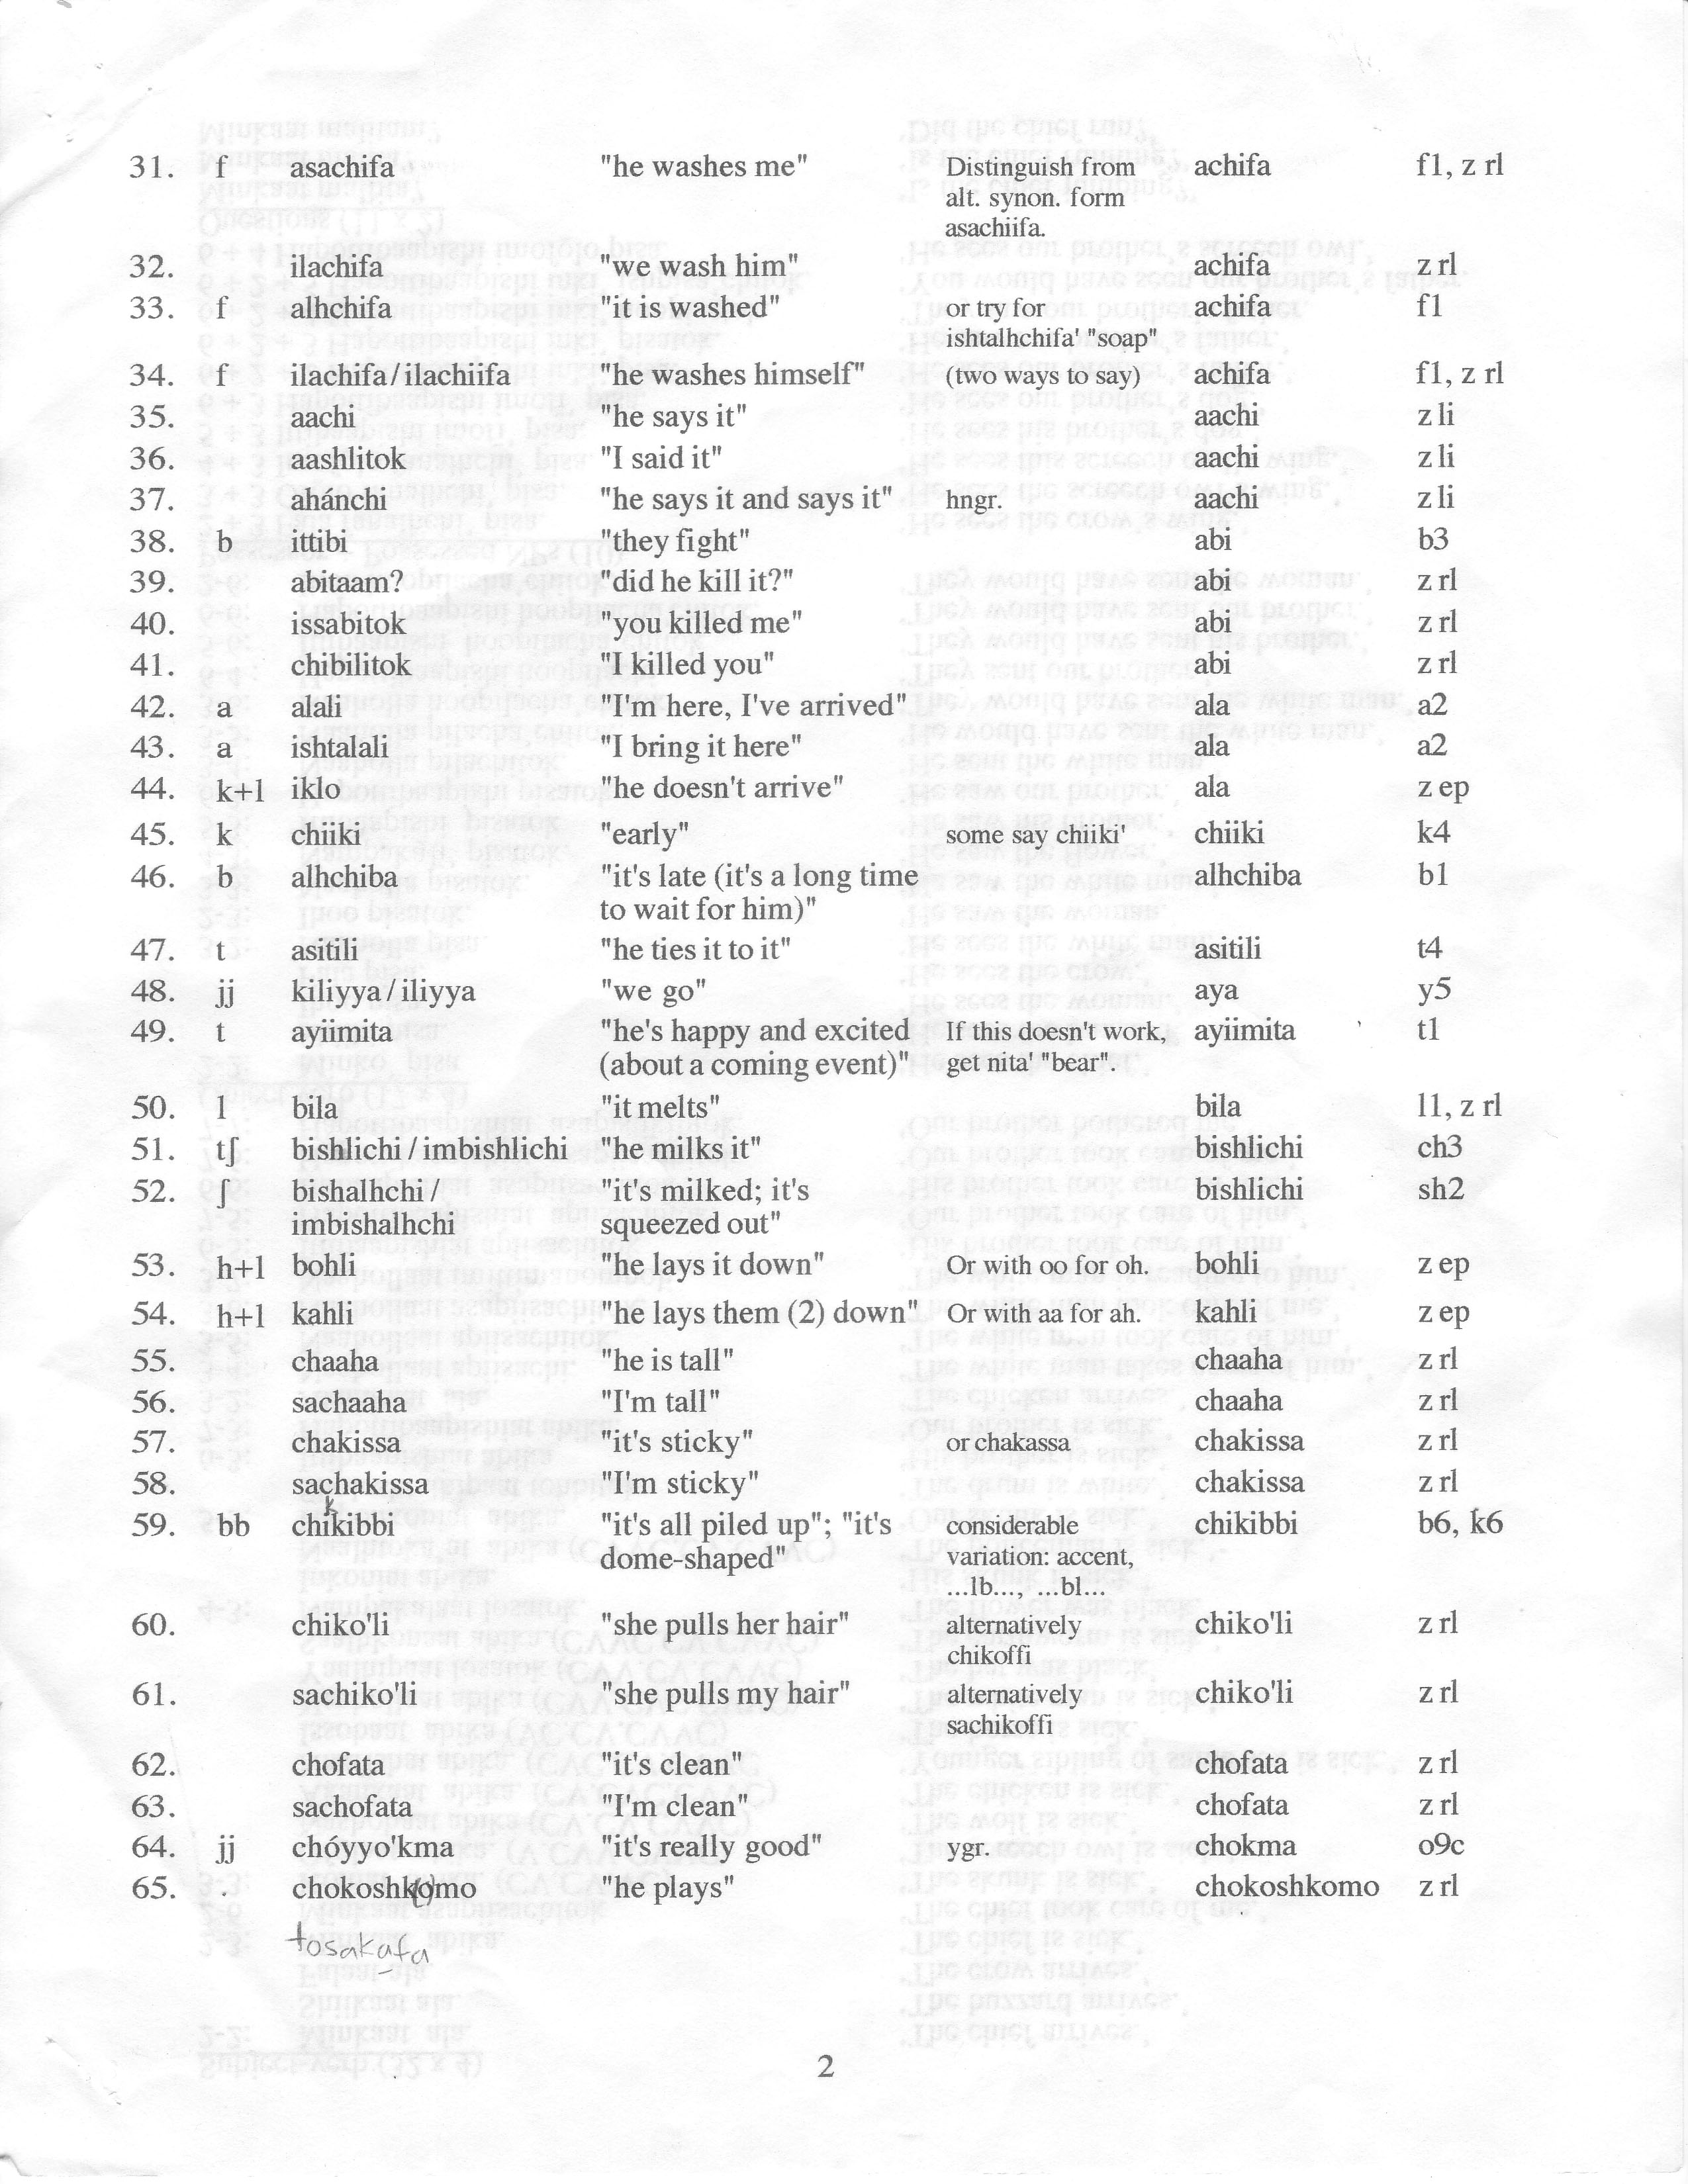 31. f asachifa "he washes me" Distinguish from achifa f1, z rl
alt. synon. form
asachiifa.
32. ilachifa "we wash him" achifa z rl
33. f alhchifa "it is washed" or try for achifa f1
ishtalhchifa' "soap"
34. f ilachifa/ilachiifa "he washes himself" (two ways to say) achifa f1, z rl
35. aachi "he says it" aachi z li
36. aashlitok "I said it" aachi z li
37. ahánchi "he says it and says it" hngr. aachi z li
38. b ittibi "they fight" abi b3
39. abitaam? "did he kill it?" abi z rl
40. issabitok "you killed me" abi z rl
41. chibilitok "I killed you" abi z rl
42. a alali "I'm here, I've arrived" ala a2
43. a ishtalali "I bring it here" ala a2
44. k+l iklo "he doesn't arrive" ala z ep
45. k chiiki "early" some say chiiki' chiiki k4
46. b alhchiba "it's late (it's a long time alhchiba b1
to wait for him)"
47. t asitili "he ties it to it" asitili t4
48. jj kiliyya/iliyya "we go" aya y5
49. t ayiimita "he's happy and excited If this doesn't work, ayiimita t1
(about a coming event)" get nita' "bear".
50. l bila "it melts" bila l1, z rl
51. tʃ bishlichi / imbishlichi "he milks it" bishlichi ch3
52. ʃ bishalhchi / "it's milked; it's bishlichi sh2
imbishalhchi squeezed out"
53. h+l bohli "he lays it down" Or with oo for oh. bohli z ep
54. h+l kahli "he lays them (2) down" Or with aa for ah. kahli z ep
55. chaaha "he is tall" chaaha z rl
56. sachaaha "I'm tall" chaaha z rl
57. chakissa "it's sticky" or chakassa chakissa z rl
58. sachakissa "I'm sticky" chakissa z rl
k
59. bb chikibbi "it's all piled up"; "it's considerable chikibbi b6, k6
dome-shaped" variation: accent,
...lb..., ...bl...
60. chiko'li "she pulls her hair" alternatively chiko'li z rl
chikoffi
61. sachiko'li "she pulls my hair" alternatively chiko'li z rl
sachikoffi
62. chofata "it's clean" chofata z rl
63. sachofata "I'm clean" chofata z rl
64. jj chóyyo'kma "it's really good" ygr. chokma o9c
65. chokoshk(o)mo "he plays" chokoshkomo z rl
tosakafa
2